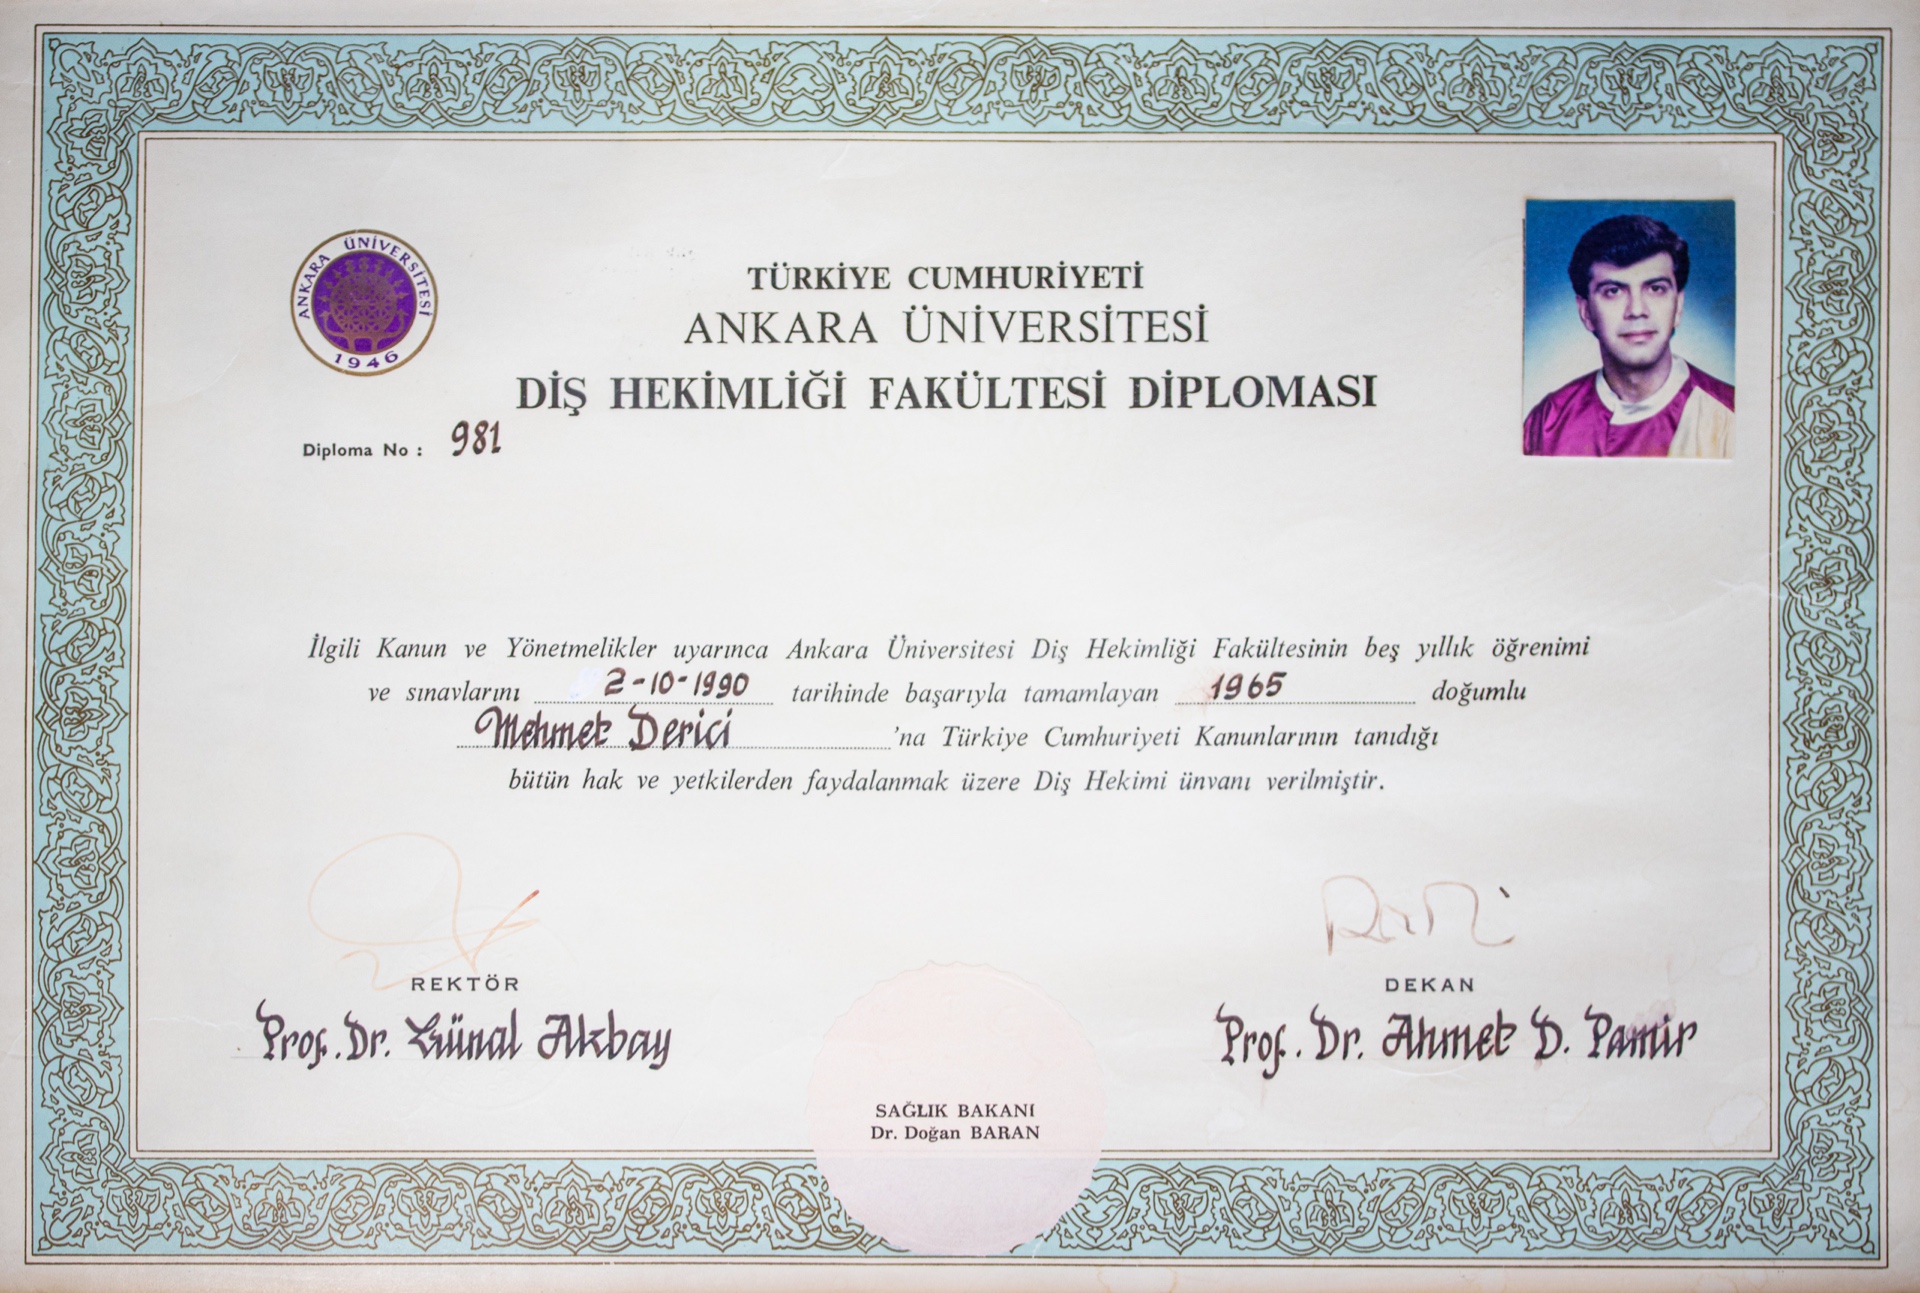 ANKARA ÜNİVERSİTESİ
1946
TÜRKİYE CUMHURİYETİ
ANKARA ÜNİVERSİTESİ
DİŞ HEKİMLİĞİ FAKÜLTESİ DİPLOMASI
Diploma No : 981
İlgili Kanun ve Yönetmelikler uyarınca Ankara Üniversitesi Diş Hekimliği Fakültesinin beş yıllık öğrenimi
ve sınavlarını 2-10-1990 tarihinde başarıyla tamamlayan 1965 doğumlu
Mehmet Derici 'na Türkiye Cumhuriyeti Kanunlarının tanıdığı
bütün hak ve yetkilerden faydalanmak üzere Diş Hekimi ünvanı verilmiştir.
REKTÖR
Prof. Dr. Günal Akbay
DEKAN
Prof. Dr. Ahmet D. Pamir
SAĞLIK BAKANI
Dr. Doğan BARAN